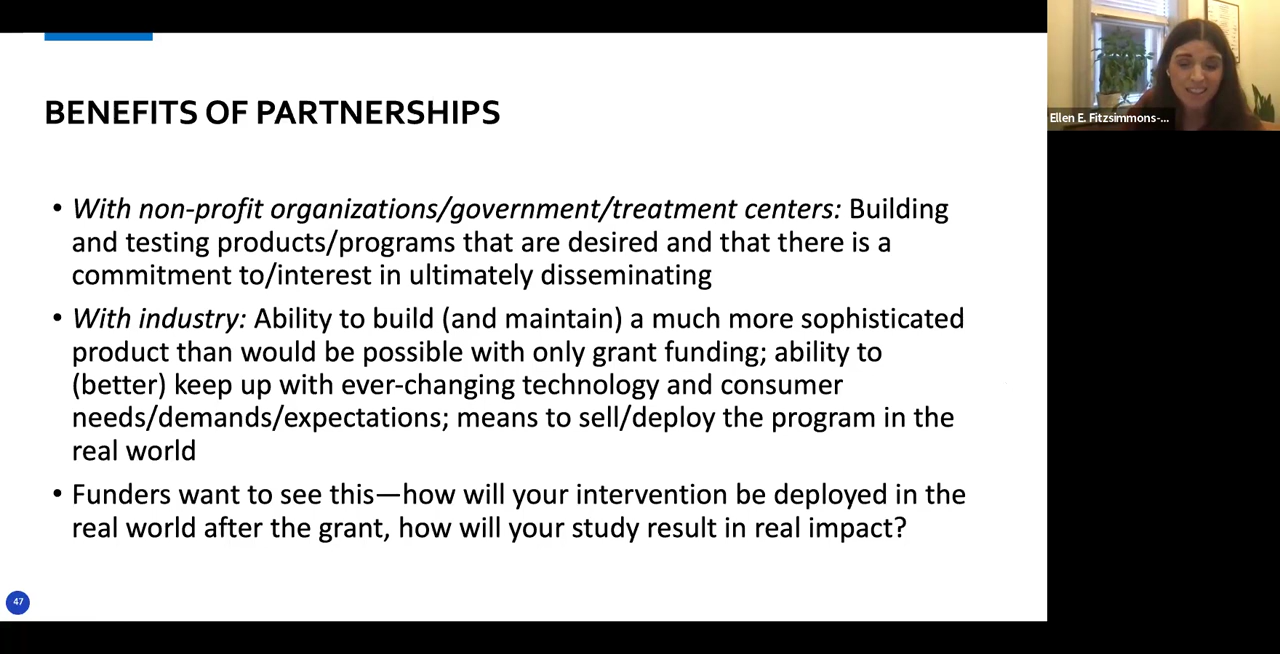 BENEFITS OF PARTNERSHIPS
• With non-profit organizations/government/treatment centers: Building
and testing products/programs that are desired and that there is a
commitment to/interest in ultimately disseminating
• With industry: Ability to build (and maintain) a much more sophisticated
product than would be possible with only grant funding; ability to
(better) keep up with ever-changing technology and consumer
needs/demands/expectations; means to sell/deploy the program in the
real world
• Funders want to see this—how will your intervention be deployed in the
real world after the grant, how will your study result in real impact?
47
Ellen E. Fitzsimmons-...